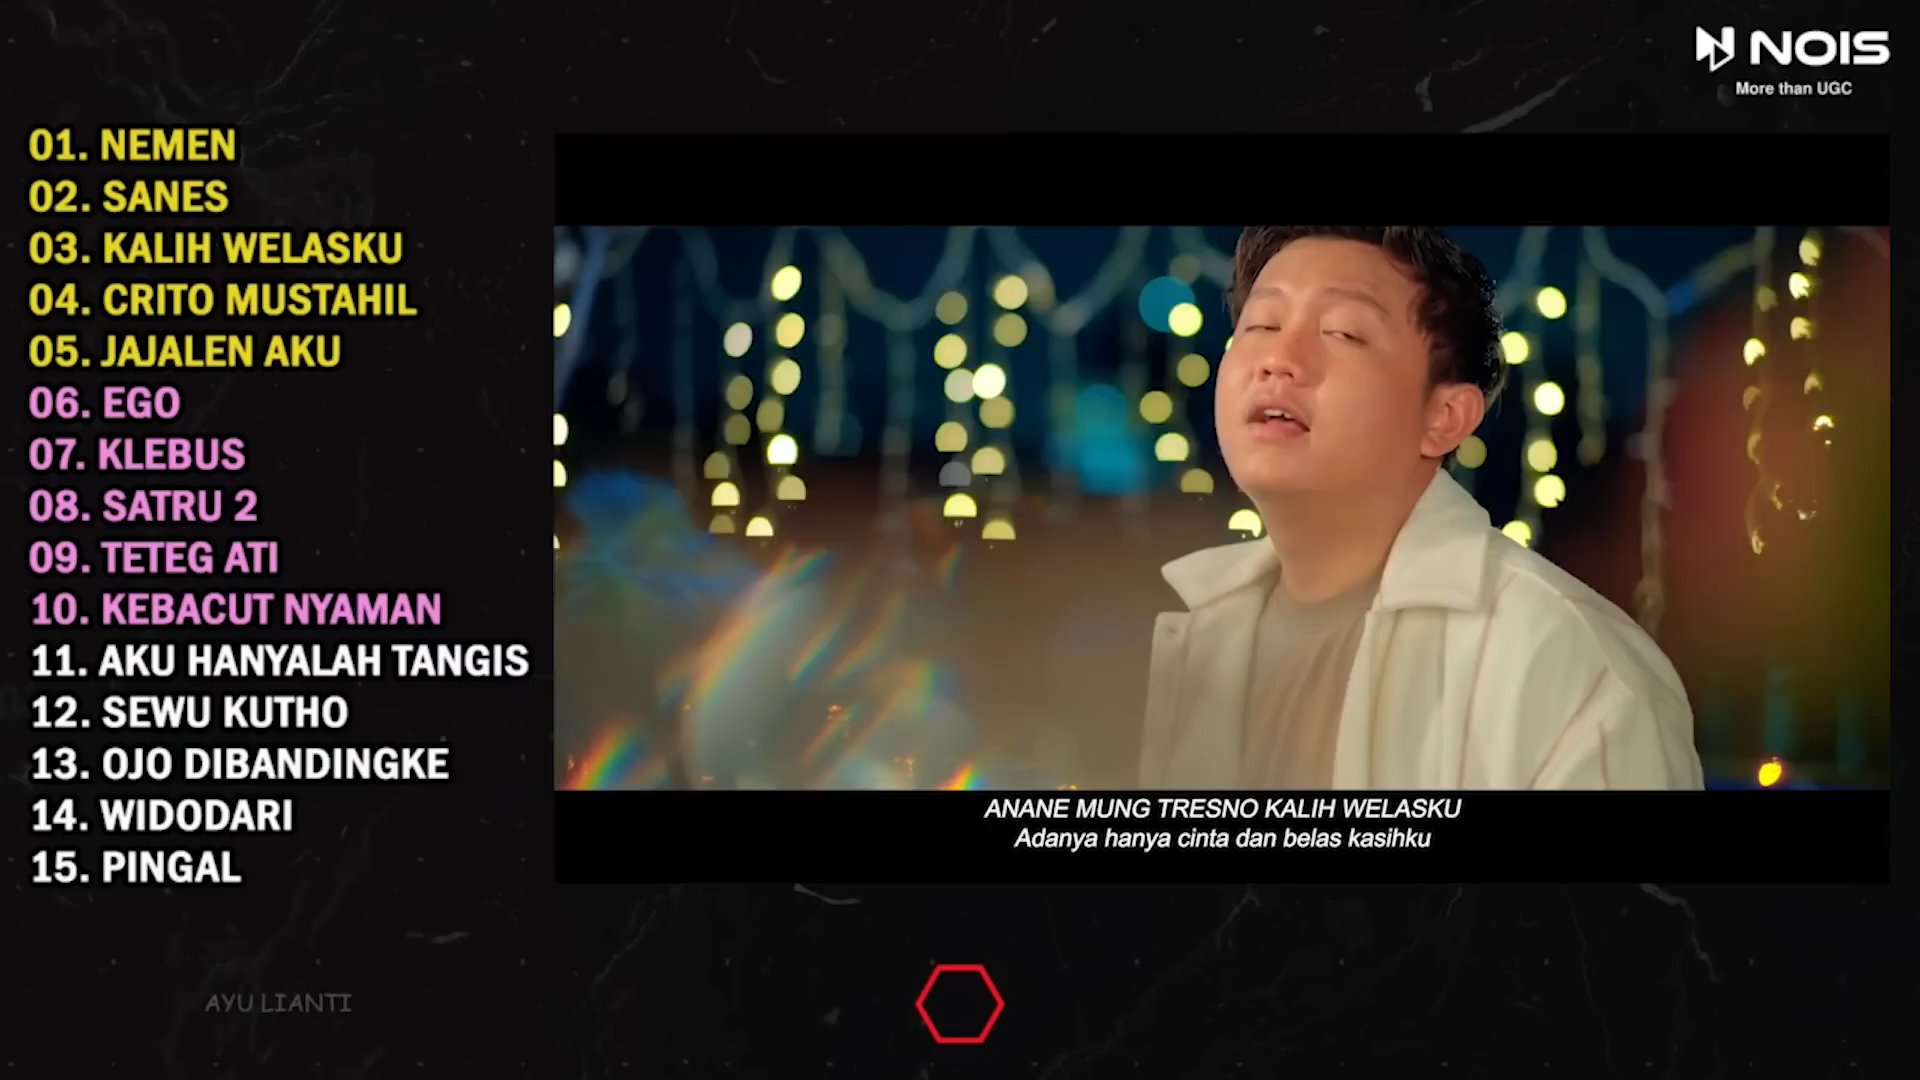 NOIS
More than UGC
01. NEMEN
02. SANES
03. KALIH WELASKU
04. CRITO MUSTAHIL
05. JAJALEN AKU
06. EGO
07. KLEBUS
08. SATRU 2
09. TETEG ATI
10. KEBACUT NYAMAN
11. AKU HANYALAH TANGIS
12. SEWU KUTHO
13. OJO DIBANDINGKE
14. WIDODARI
15. PINGAL
ANANE MUNG TRESNO KALIH WELASKU
Adanya hanya cinta dan belas kasihku
AYU LIANTI